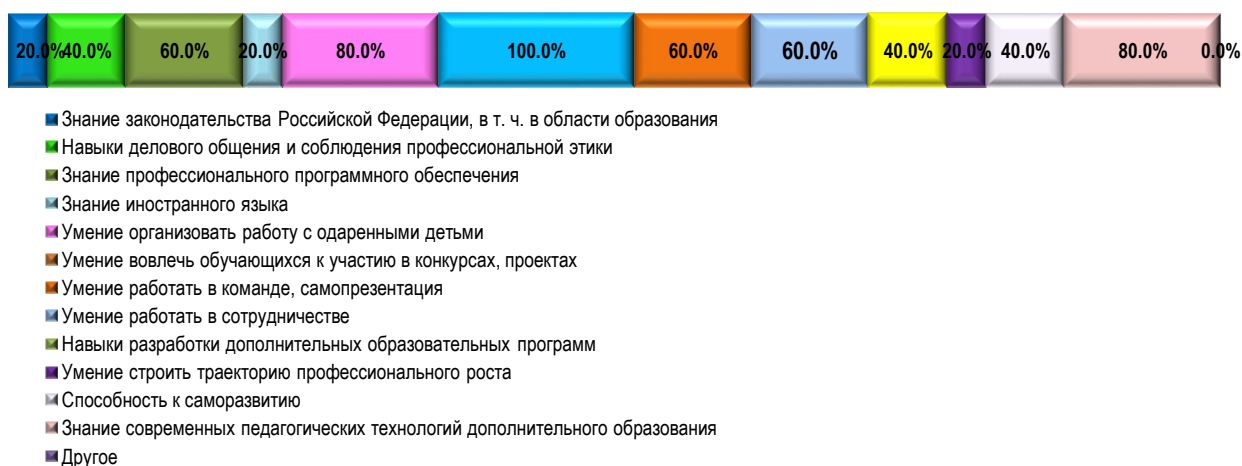 20.0% 40.0% 60.0% 20.0% 80.0% 100.0% 60.0% 60.0% 40.0% 20.0% 40.0% 80.0% 0.0%
Знание законодательства Российской Федерации, в т. ч. в области образования
Навыки делового общения и соблюдения профессиональной этики
Знание профессионального программного обеспечения
Знание иностранного языка
Умение организовать работу с одаренными детьми
Умение вовлечь обучающихся к участию в конкурсах, проектах
Умение работать в команде, самопрезентация
Умение работать в сотрудничестве
Навыки разработки дополнительных образовательных программ
Умение строить траекторию профессионального роста
Способность к саморазвитию
Знание современных педагогических технологий дополнительного образования
Другое